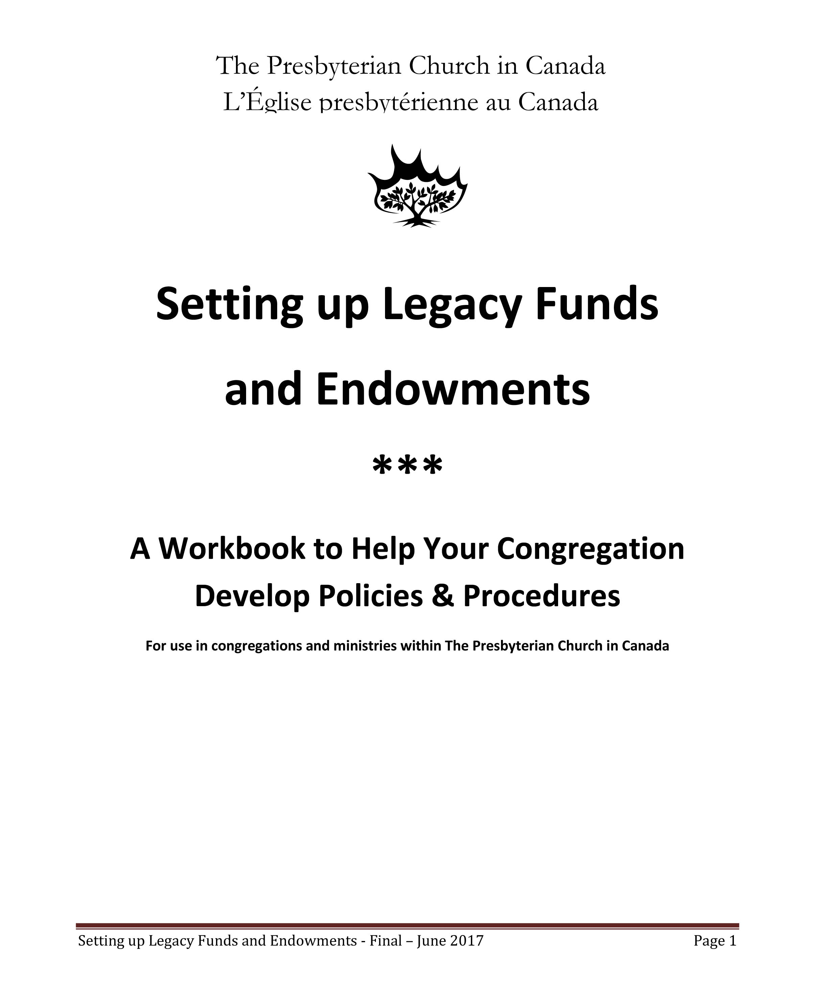 The Presbyterian Church in Canada
L’Église presbytérienne au Canada
Setting up Legacy Funds
and Endowments
***
A Workbook to Help Your Congregation
Develop Policies & Procedures
For use in congregations and ministries within The Presbyterian Church in Canada
Setting up Legacy Funds and Endowments - Final – June 2017 Page 1